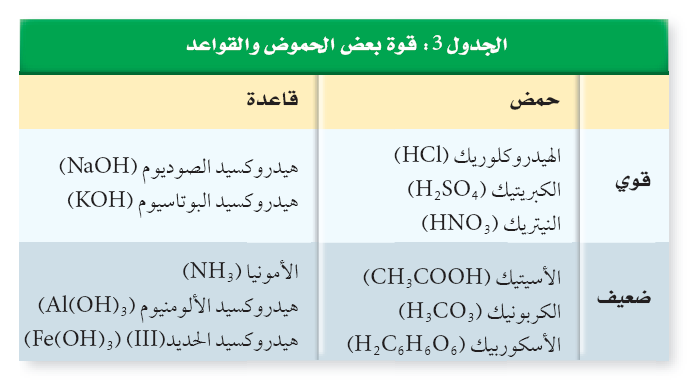 الجدول 3: قوة بعض الحموض والقواعد
حمض
قاعدة
قوي
الهيدروكلوريك (HCl)
الكبريتيك (H₂SO₄)
النيتريك (HNO₃)
هيدروكسيد الصوديوم (NaOH)
هيدروكسيد البوتاسيوم (KOH)
ضعيف
الأسيتيك (CH₃COOH)
الكربونيك (H₃CO₃)
الأسكوربيك (H₂C₆H₆O₆)
الأمونيا (NH₃)
هيدروكسيد الألومنيوم (Al(OH)₃)
هيدروكسيد الحديد(III) (Fe(OH)₃)